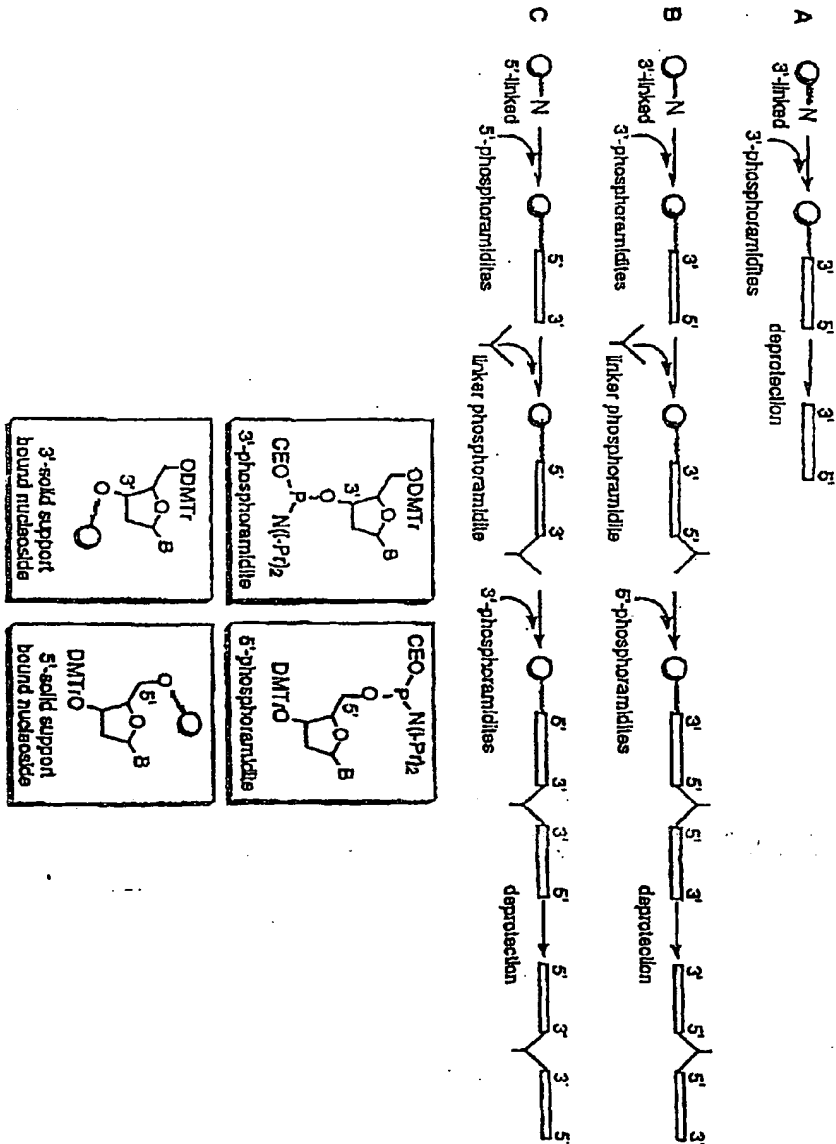 A
N
3'-linked
3'-phosphoramidites
3'
5'
deprotection
3'
5'
B
N
3'-linked
3'-phosphoramidites
3'
5'
linker phosphoramidite
3'
5'
5'-phosphoramidites
3'
5'
5'
3'
deprotection
3'
5'
5'
3'
C
N
5'-linked
5'-phosphoramidites
5'
3'
linker phosphoramidite
5'
3'
3'-phosphoramidites
5'
3'
3'
5'
deprotection
5'
3'
3'
5'
ODMTr
O
B
3'
O
CEO
P
N(i-Pr)2
3'-phosphoramidite
CEO
P
N(i-Pr)2
O
5'
O
B
DMTrO
5'-phosphoramidite
ODMTr
O
B
3'
O
3'-solid support
bound nucleoside
O
5'
O
B
DMTrO
5'-solid support
bound nucleoside